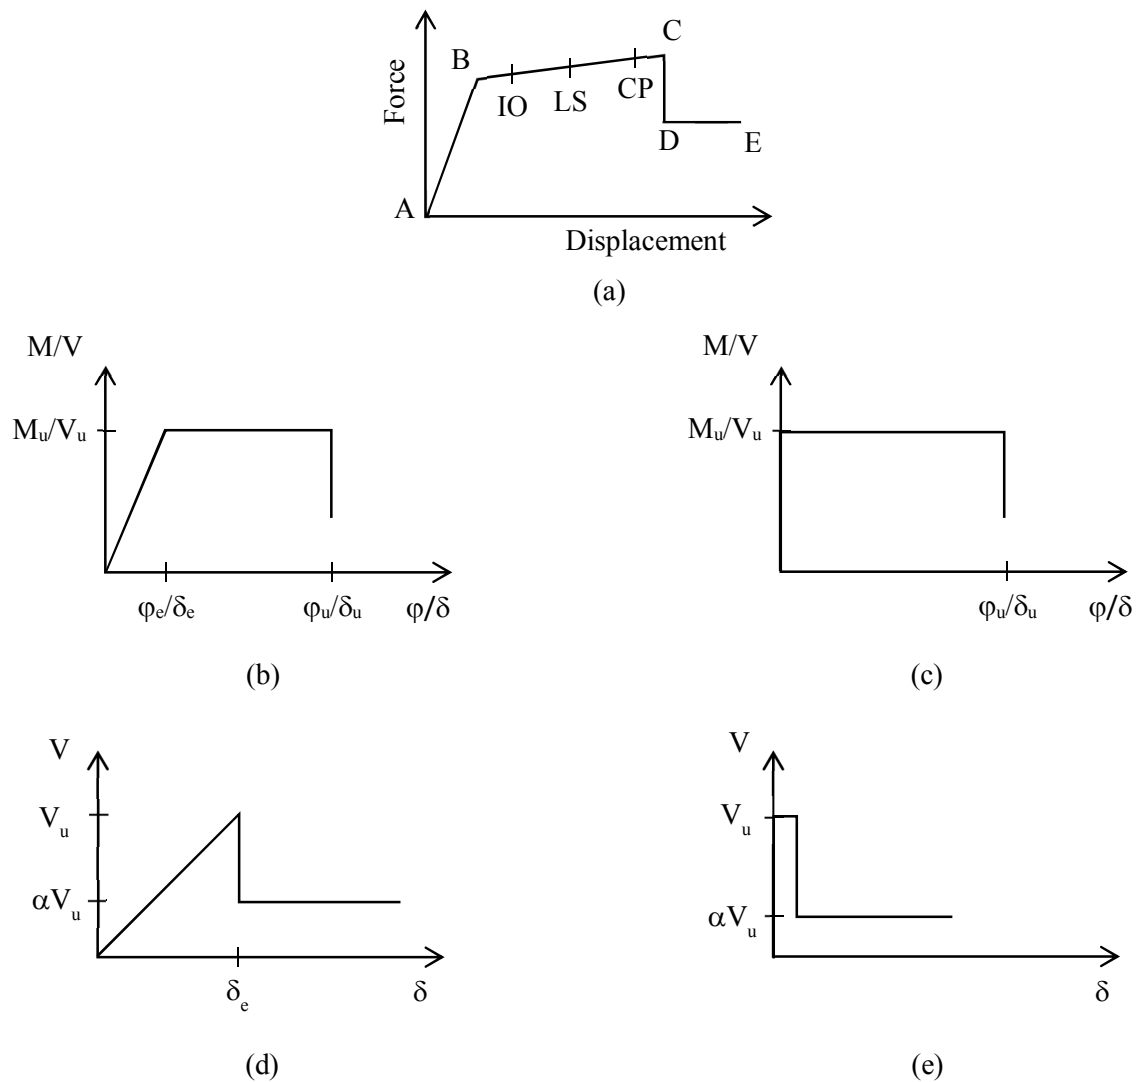 C
B
Force
IO LS CP
D E
A
Displacement
(a)
M/V M/V
Mᵤ/Vᵤ Mᵤ/Vᵤ
φₑ/δₑ φᵤ/δᵤ φ/δ φᵤ/δᵤ φ/δ
(b) (c)
V V
Vᵤ Vᵤ
αVᵤ αVᵤ
δₑ δ δ
(d) (e)